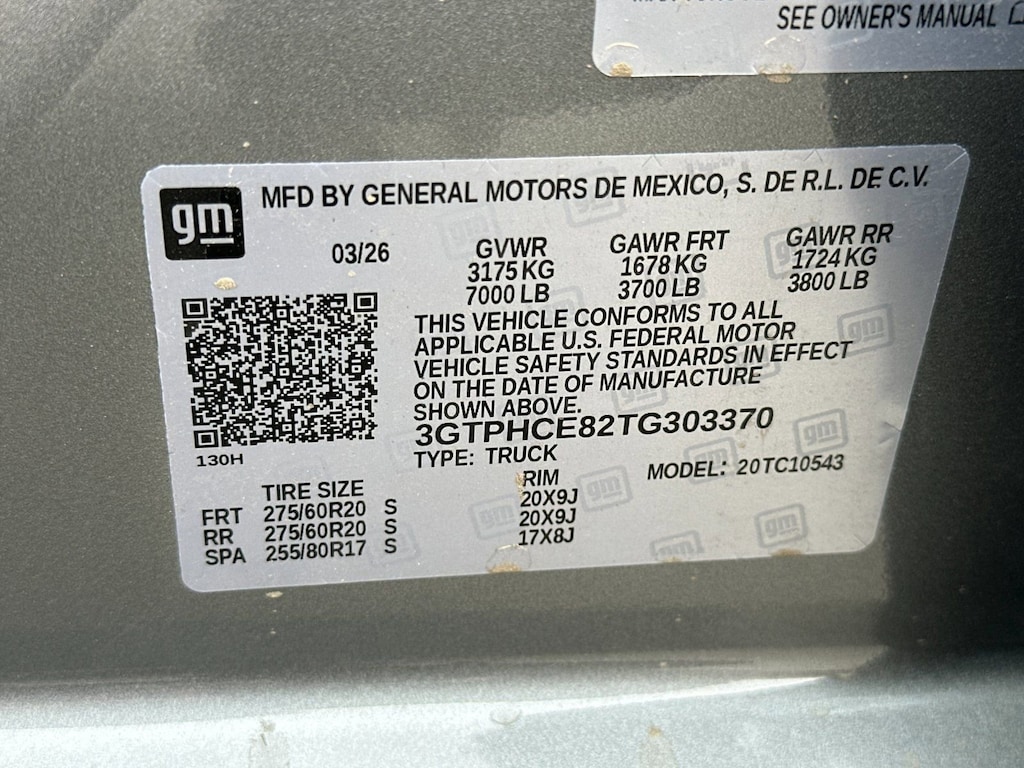 SEE OWNER'S MANUAL
gm
MFD BY GENERAL MOTORS DE MEXICO, S. DE R.L. DE C.V.
03/26 GVWR GAWR FRT GAWR RR
3175 KG 1678 KG 1724 KG
7000 LB 3700 LB 3800 LB
THIS VEHICLE CONFORMS TO ALL
APPLICABLE U.S. FEDERAL MOTOR
VEHICLE SAFETY STANDARDS IN EFFECT
ON THE DATE OF MANUFACTURE
SHOWN ABOVE.
3GTPHCE82TG303370
130H
TYPE: TRUCK MODEL: 20TC10543
TIRE SIZE RIM
FRT 275/60R20 S 20X9J
RR 275/60R20 S 20X9J
SPA 255/80R17 S 17X8J